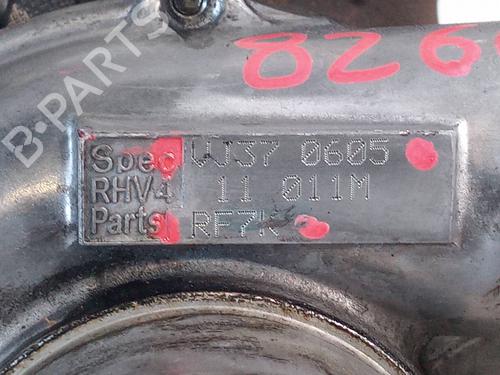 B-PARTS
826
Spec VJ37 0605
RHV4 11 011M
Parts RF7K